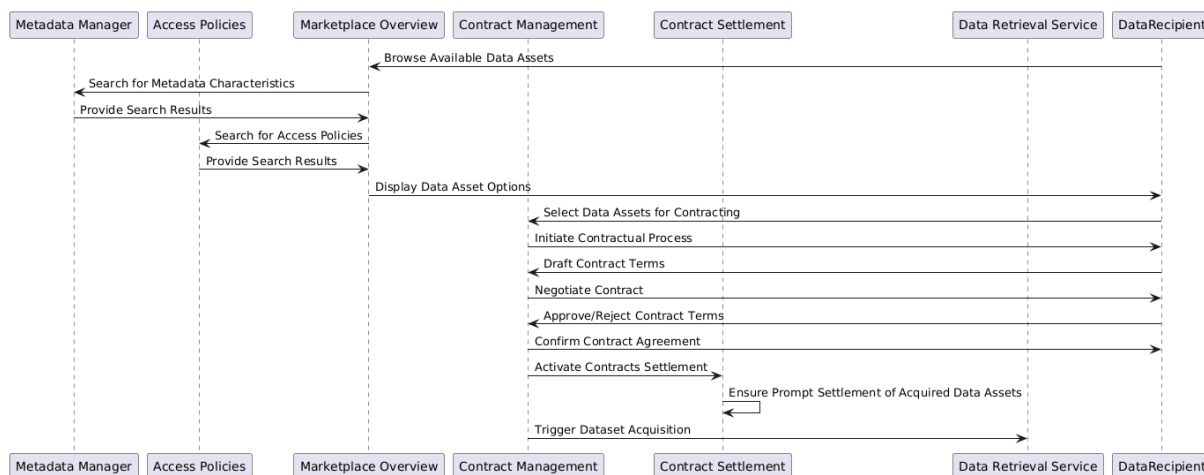 Metadata Manager Access Policies Marketplace Overview Contract Management Contract Settlement Data Retrieval Service DataRecipient
Browse Available Data Assets
Search for Metadata Characteristics
Provide Search Results
Search for Access Policies
Provide Search Results
Display Data Asset Options
Select Data Assets for Contracting
Initiate Contractual Process
Draft Contract Terms
Negotiate Contract
Approve/Reject Contract Terms
Confirm Contract Agreement
Activate Contracts Settlement
Ensure Prompt Settlement of Acquired Data Assets
Trigger Dataset Acquisition
Metadata Manager Access Policies Marketplace Overview Contract Management Contract Settlement Data Retrieval Service DataRecipient